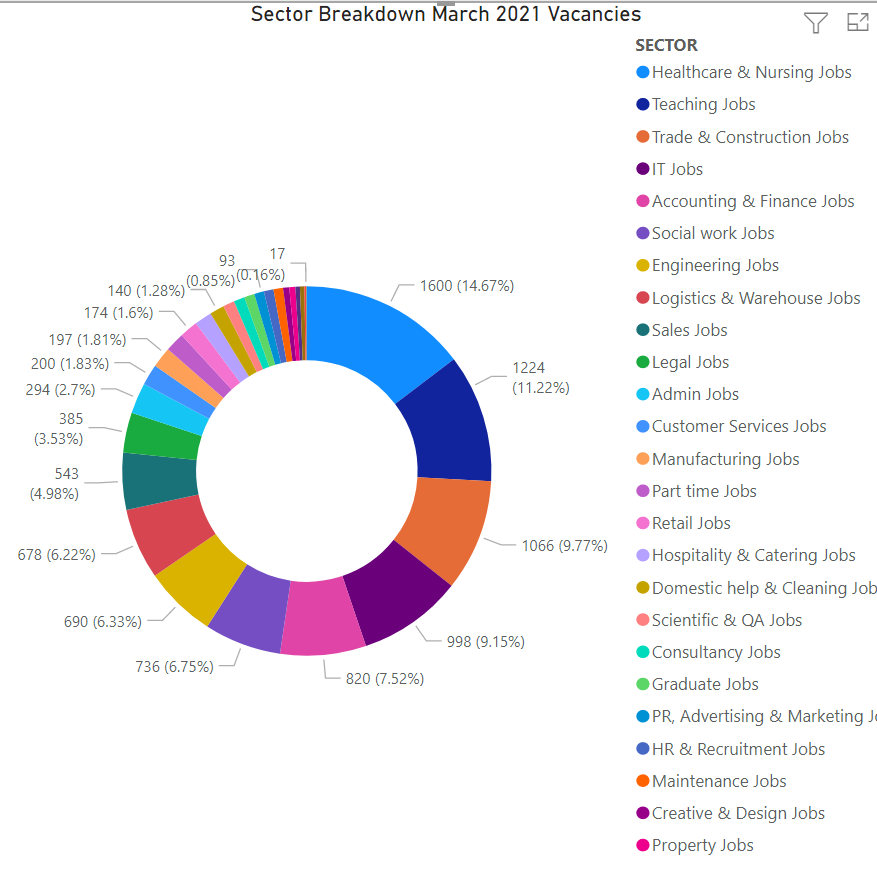 Sector Breakdown March 2021 Vacancies
SECTOR
Healthcare & Nursing Jobs
Teaching Jobs
Trade & Construction Jobs
IT Jobs
Accounting & Finance Jobs
Social work Jobs
Engineering Jobs
Logistics & Warehouse Jobs
Sales Jobs
Legal Jobs
Admin Jobs
Customer Services Jobs
Manufacturing Jobs
Part time Jobs
Retail Jobs
Hospitality & Catering Jobs
Domestic help & Cleaning Job
Scientific & QA Jobs
Consultancy Jobs
Graduate Jobs
PR, Advertising & Marketing J
HR & Recruitment Jobs
Maintenance Jobs
Creative & Design Jobs
Property Jobs
1600 (14.67%)
1224
(11.22%)
1066 (9.77%)
998 (9.15%)
820 (7.52%)
736 (6.75%)
690 (6.33%)
678 (6.22%)
543
(4.98%)
385
(3.53%)
294 (2.7%)
200 (1.83%)
197 (1.81%)
174 (1.6%)
140 (1.28%)
93
(0.85%)
17
(0.16%)